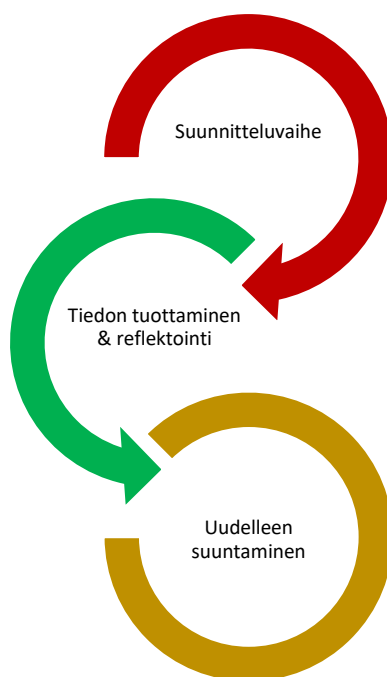 Suunnitteluvaihe
Tiedon tuottaminen
& reflektointi
Uudelleen
suuntaminen